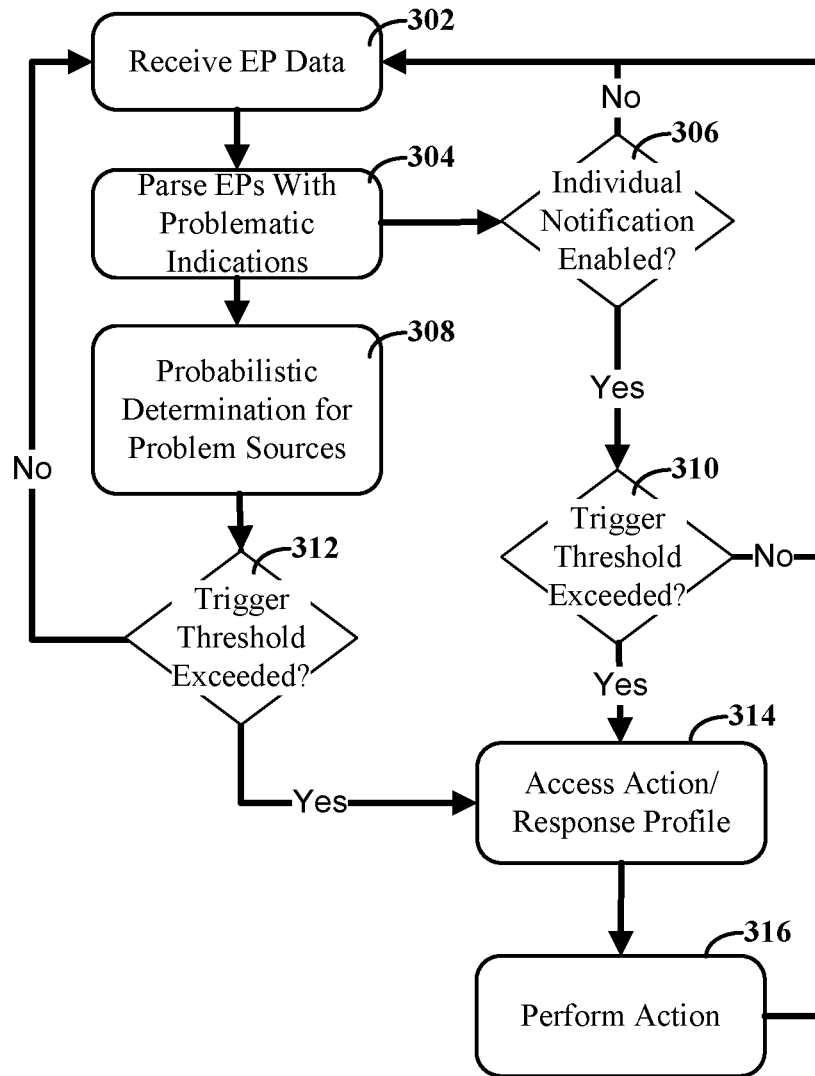 302
Receive EP Data
No
304
306
Parse EPs With
Problematic
Indications
Individual
Notification
Enabled?
308
Probabilistic
Determination for
Problem Sources
Yes
No
310
Trigger
Threshold
Exceeded?
No
312
Trigger
Threshold
Exceeded?
Yes
314
Access Action/
Response Profile
Yes
316
Perform Action